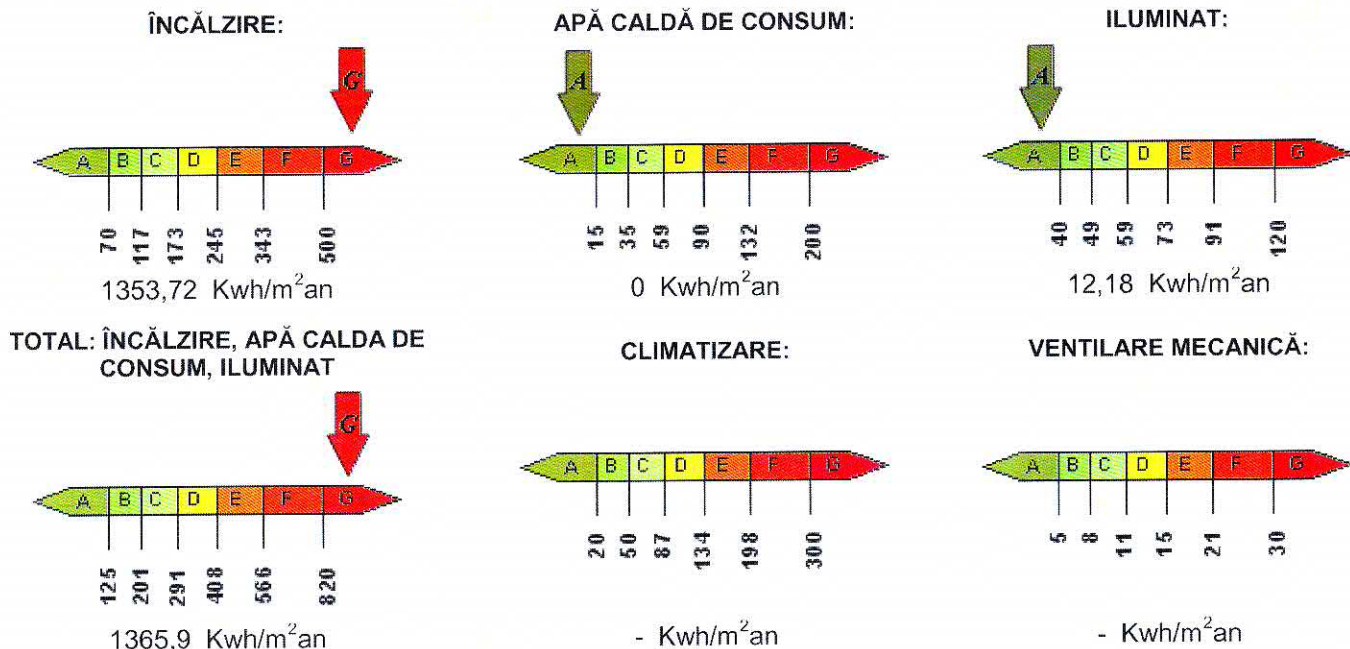 ÎNCĂLZIRE:
G
A B C D E F G
70 117 173 245 343 500
1353,72 Kwh/m²an
APĂ CALDĂ DE CONSUM:
A
A B C D E F G
15 35 59 90 132 200
0 Kwh/m²an
ILUMINAT:
A
A B C D E F G
40 49 59 73 91 120
12,18 Kwh/m²an
TOTAL: ÎNCĂLZIRE, APĂ CALDA DE
CONSUM, ILUMINAT
G
A B C D E F G
125 201 291 408 566 820
1365,9 Kwh/m²an
CLIMATIZARE:
A B C D E F G
20 50 87 134 198 300
- Kwh/m²an
VENTILARE MECANICĂ:
A B C D E F G
5 8 11 15 21 30
- Kwh/m²an